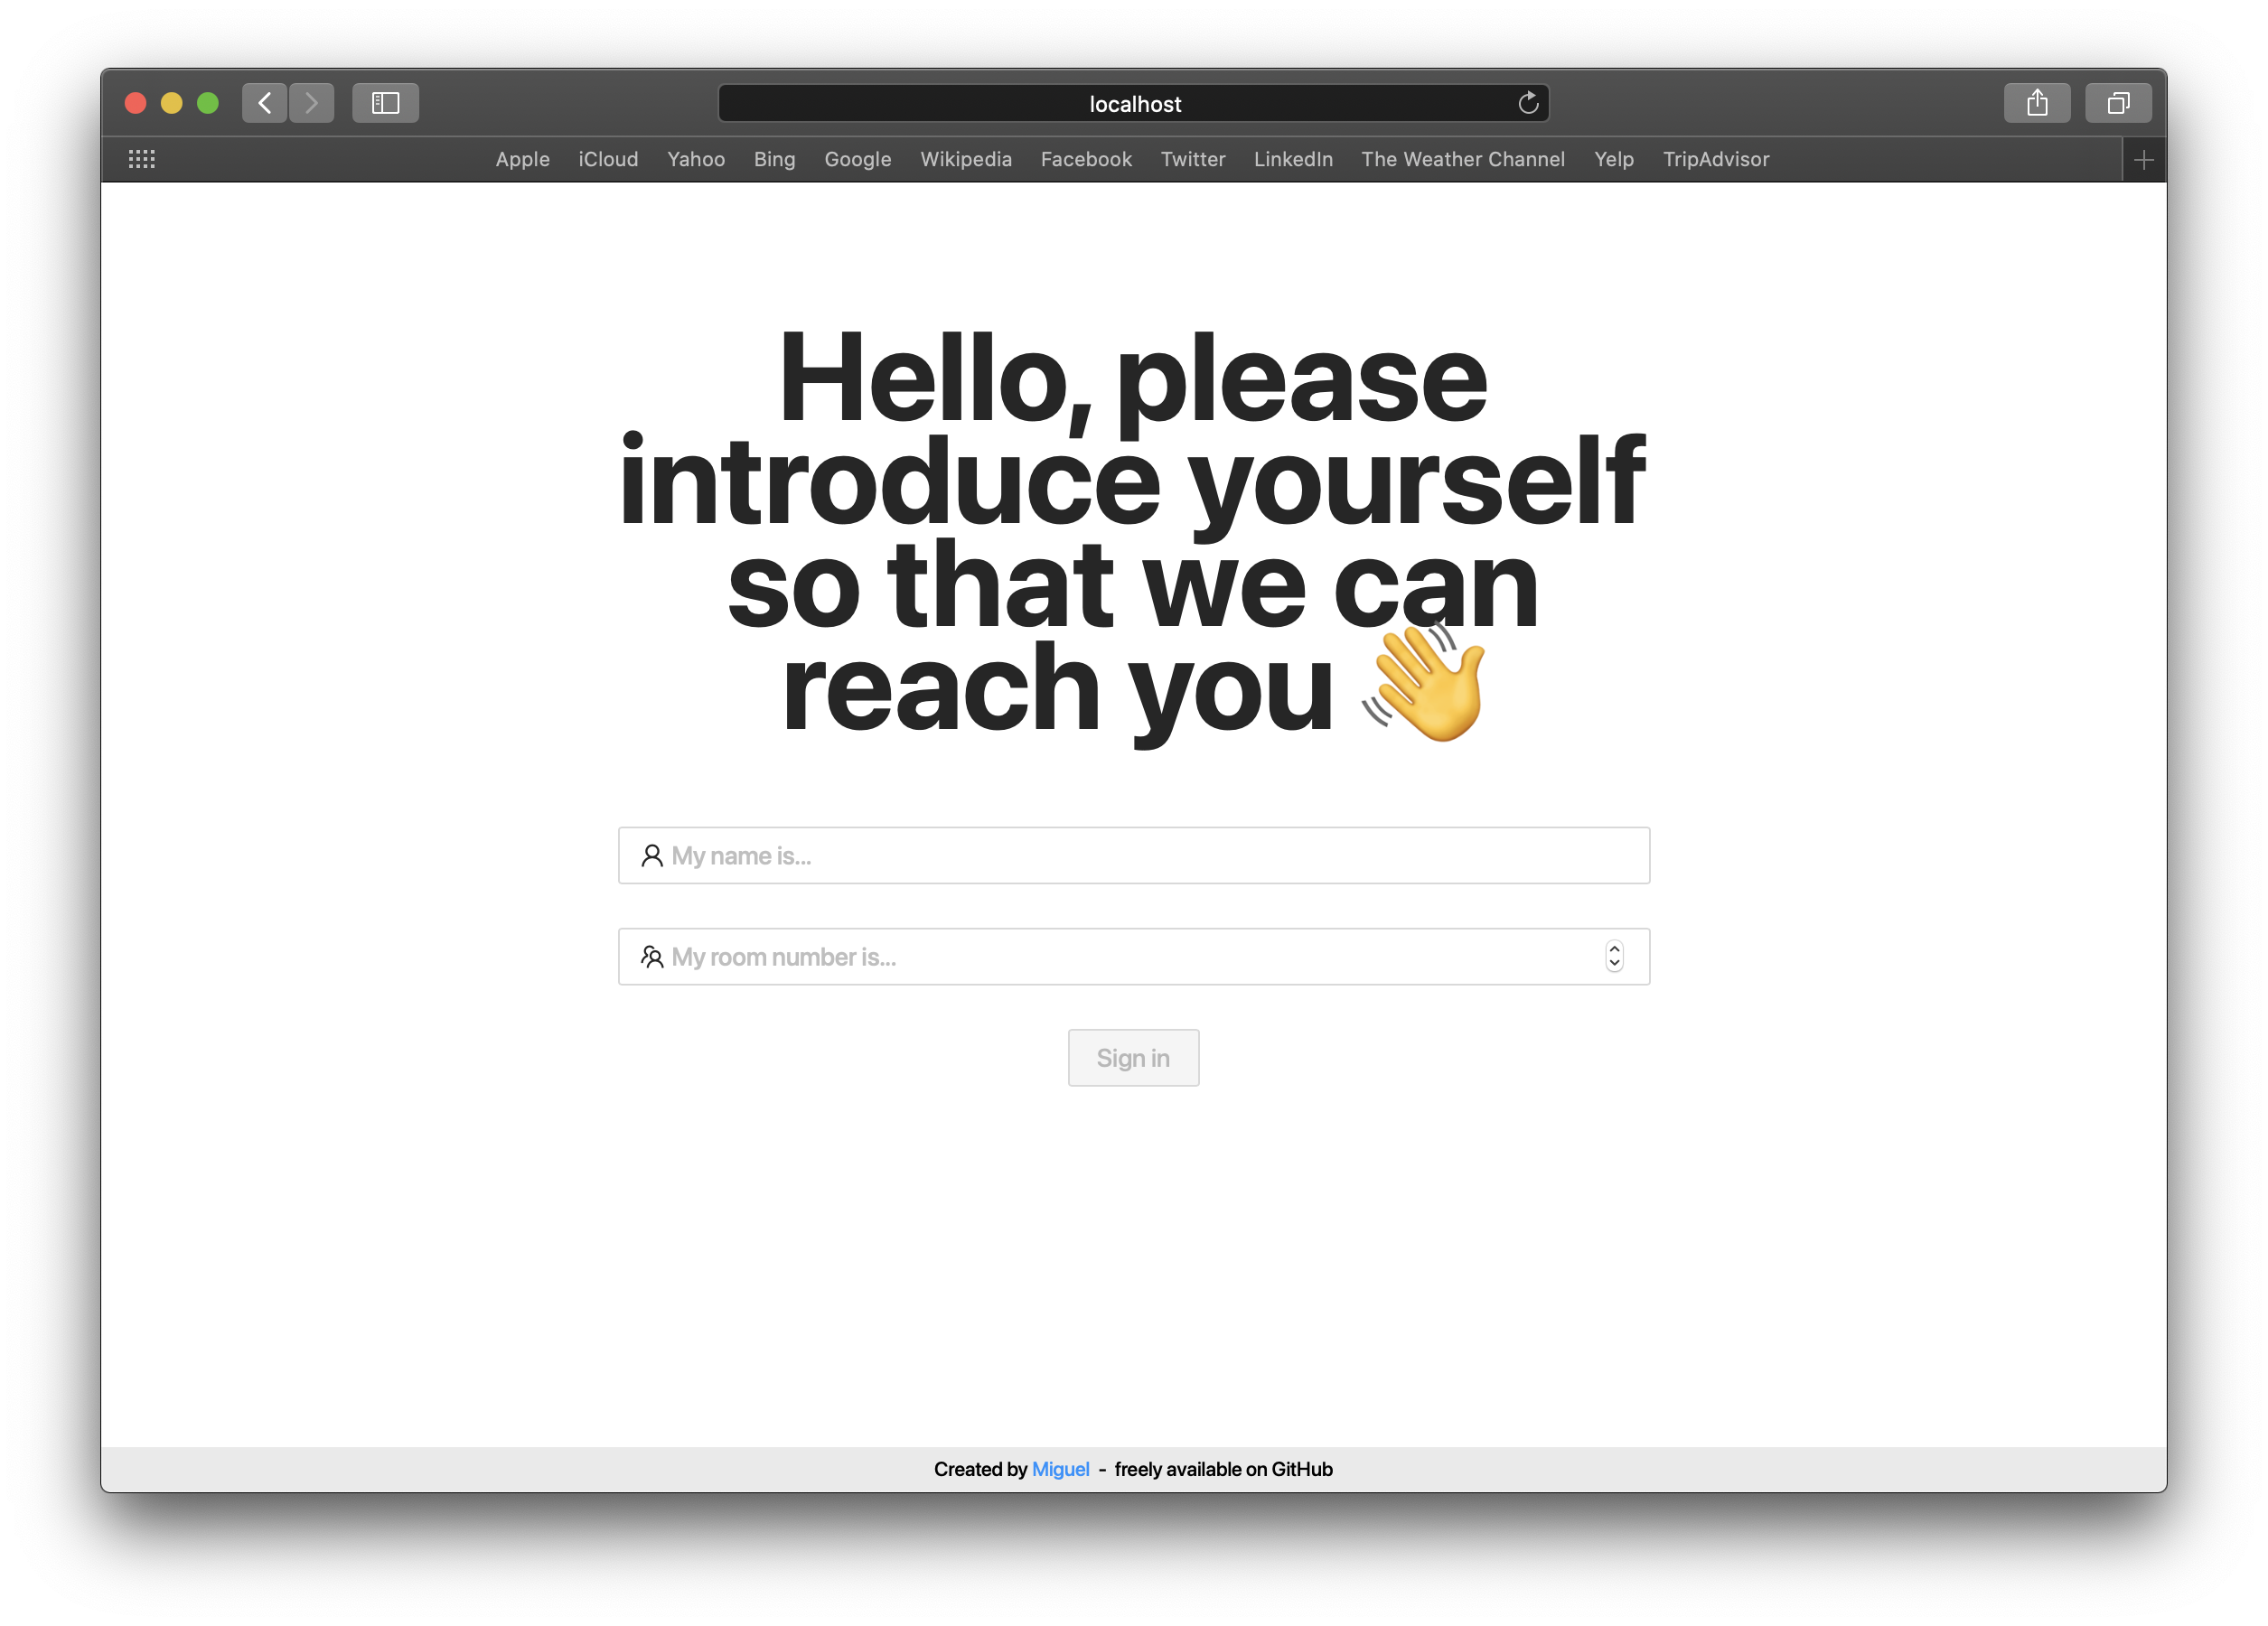 localhost
Apple iCloud Yahoo Bing Google Wikipedia Facebook Twitter LinkedIn The Weather Channel Yelp TripAdvisor
Hello, please
introduce yourself
so that we can
reach you 👋
My name is...
My room number is...
Sign in
Created by Miguel - freely available on GitHub